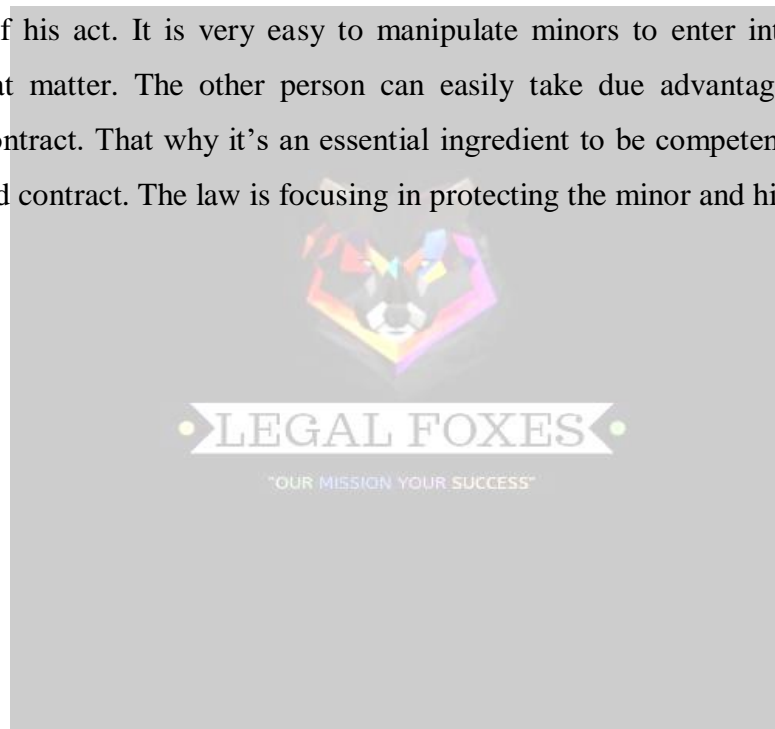 f his act. It is very easy to manipulate minors to enter int
at matter. The other person can easily take due advantag
ontract. That why it's an essential ingredient to be competen
d contract. The law is focusing in protecting the minor and hi
LEGAL FOXES
"OUR MISSION YOUR SUCCESS"